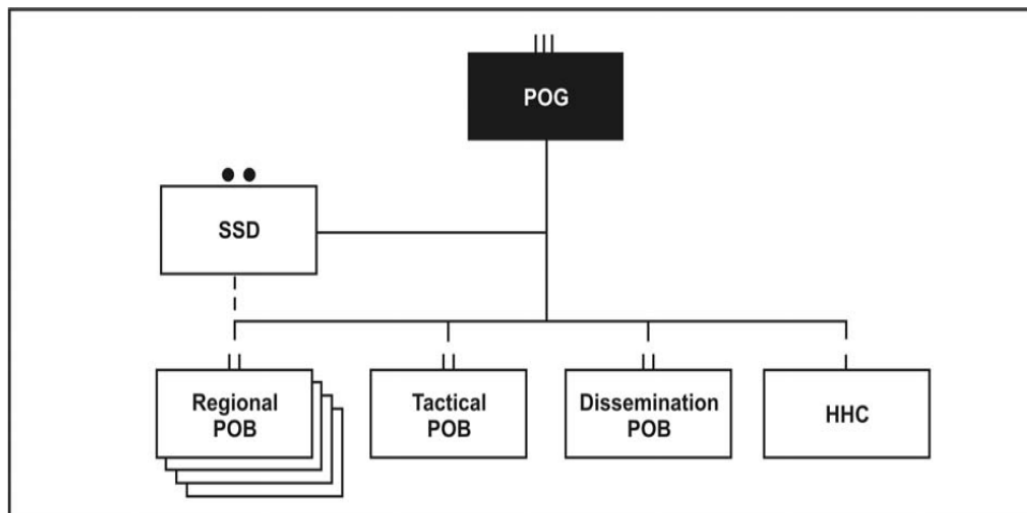 POG
SSD
Regional
POB
Tactical
POB
Dissemination
POB
HHC